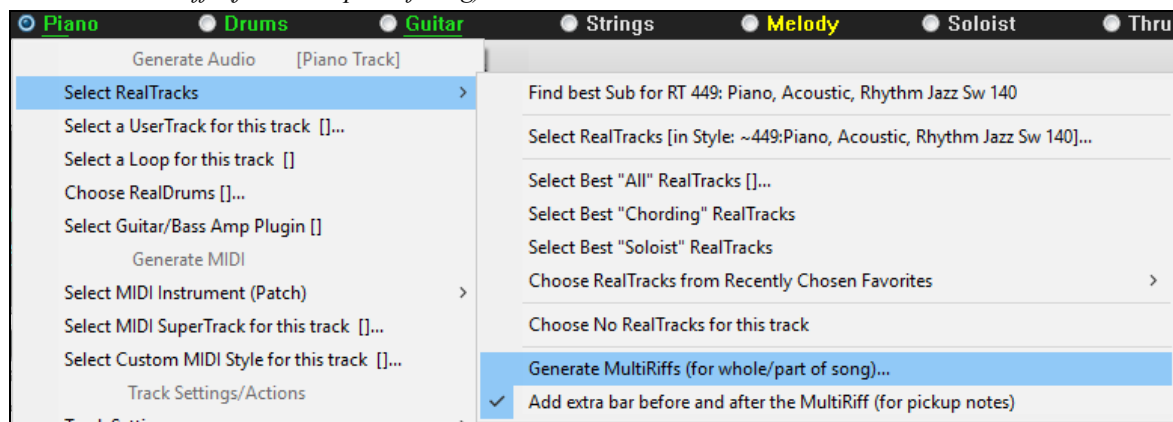 Piano Drums Guitar Strings Melody Soloist Thru
Generate Audio [Piano Track]
Select RealTracks
Select a UserTrack for this track []...
Select a Loop for this track []
Choose RealDrums []...
Select Guitar/Bass Amp Plugin []
Generate MIDI
Select MIDI Instrument (Patch)
Select MIDI SuperTrack for this track []...
Select Custom MIDI Style for this track []...
Track Settings/Actions
Find best Sub for RT 449: Piano, Acoustic, Rhythm Jazz Sw 140
Select RealTracks [in Style: ~449:Piano, Acoustic, Rhythm Jazz Sw 140]...
Select Best "All" RealTracks []...
Select Best "Chording" RealTracks
Select Best "Soloist" RealTracks
Choose RealTracks from Recently Chosen Favorites
Choose No RealTracks for this track
Generate MultiRiffs (for whole/part of song)...
Add extra bar before and after the MultiRiff (for pickup notes)